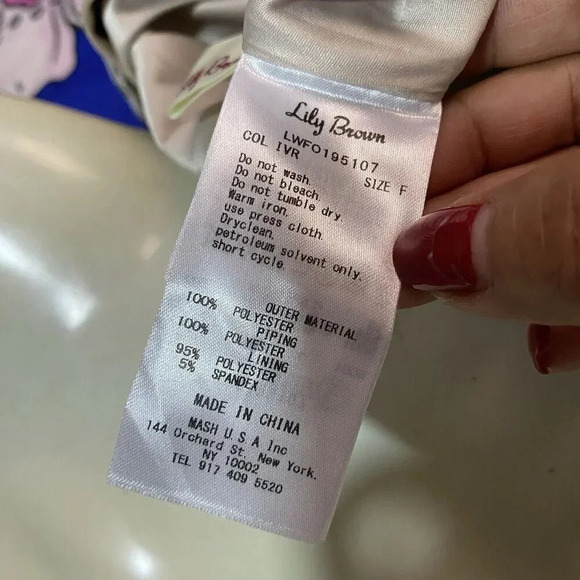 Lily Brown
LWFO195107
COL IVR SIZE F
Do not wash.
Do not bleach.
Do not tumble dry.
Warm iron.
use press cloth.
Dryclean.
petroleum solvent only.
short cycle.
OUTER MATERIAL
100% POLYESTER
PIPING
100% POLYESTER
LINING
95% POLYESTER
5% SPANDEX
MADE IN CHINA
MASH U S A Inc
144 Orchard St. New York.
NY 10002
TEL 917 409 5520